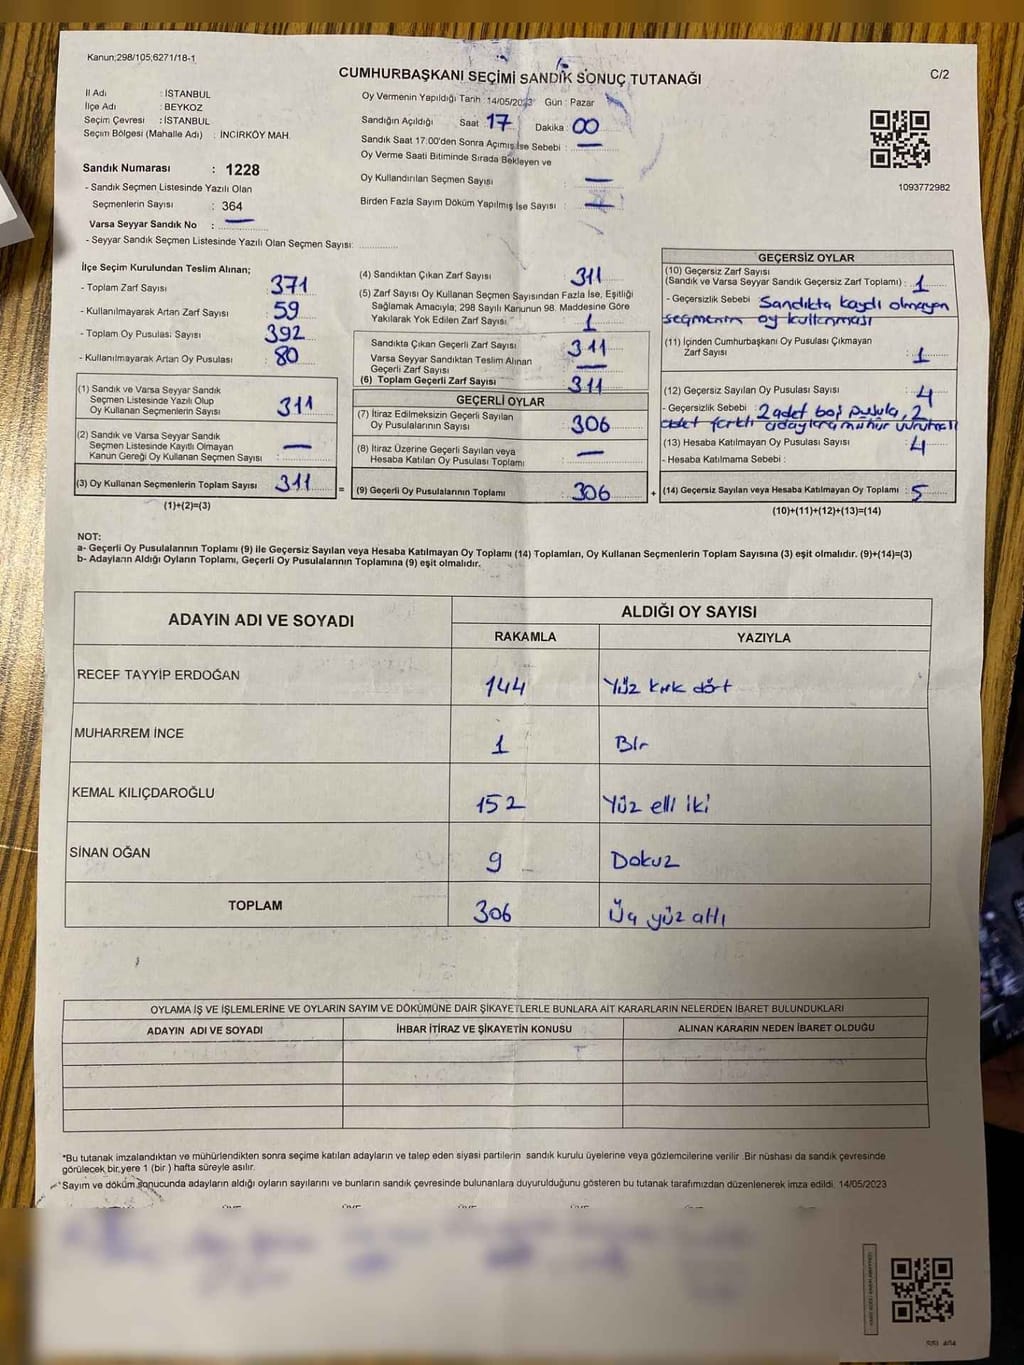 Kanun;298/105;6271/18-1
CUMHURBAŞKANI SEÇİMİ SANDIK SONUÇ TUTANAĞI
C/2
İl Adı : İSTANBUL
İlçe Adı : BEYKOZ
Seçim Çevresi : İSTANBUL
Seçim Bölgesi (Mahalle Adı) : İNCİRKÖY MAH.
Sandık Numarası : 1228
- Sandık Seçmen Listesinde Yazılı Olan
Seçmenlerin Sayısı : 364
Varsa Seyyar Sandık No : —
- Seyyar Sandık Seçmen Listesinde Yazılı Olan Seçmen Sayısı:
Oy Vermenin Yapıldığı Tarih :14/05/2023 Gün : Pazar
Sandığın Açıldığı Saat : 17 Dakika : 00
Sandık Saat 17:00'den Sonra Açımış İse Sebebi : —
Oy Verme Saati Bitiminde Sırada Bekleyen ve
Oy Kullandırılan Seçmen Sayısı : —
Birden Fazla Sayım Döküm Yapılmış İse Sayısı : —
1093772982
İlçe Seçim Kurulundan Teslim Alınan;
- Toplam Zarf Sayısı : 371
- Kullanılmayarak Artan Zarf Sayısı : 59
- Toplam Oy Pusulası Sayısı : 392
- Kullanılmayarak Artan Oy Pusulası : 80
(1) Sandık ve Varsa Seyyar Sandık
Seçmen Listesinde Yazılı Olup
Oy Kullanan Seçmenlerin Sayısı : 311
(2) Sandık ve Varsa Seyyar Sandık
Seçmen Listesinde Kayıtlı Olmayan
Kanun Gereği Oy Kullanan Seçmen Sayısı : —
(3) Oy Kullanan Seçmenlerin Toplam Sayısı : 311
(1)+(2)=(3)
=
(4) Sandıktan Çıkan Zarf Sayısı : 311
(5) Zarf Sayısı Oy Kullanan Seçmen Sayısından Fazla İse, Eşitliği
Sağlamak Amacıyla; 298 Sayılı Kanunun 98. Maddesine Göre
Yakılarak Yok Edilen Zarf Sayısı : 1
Sandıkta Çıkan Geçerli Zarf Sayısı : 311
Varsa Seyyar Sandıktan Teslim Alınan
Geçerli Zarf Sayısı : —
(6) Toplam Geçerli Zarf Sayısı : 311
GEÇERLİ OYLAR
(7) İtiraz Edilmeksizin Geçerli Sayılan
Oy Pusulalarının Sayısı : 306
(8) İtiraz Üzerine Geçerli Sayılan veya
Hesaba Katılan Oy Pusulası Toplamı : —
(9) Geçerli Oy Pusulalarının Toplamı : 306
+
GEÇERSİZ OYLAR
(10) Geçersiz Zarf Sayısı
(Sandık ve Varsa Seyyar Sandık Geçersiz Zarf Toplamı) : 1
- Geçersizlik Sebebi : Sandıkta kayıtlı olmayan
seçmenin oy kullanması
(11) İçinden Cumhurbaşkanı Oy Pusulası Çıkmayan
Zarf Sayısı : 1
(12) Geçersiz Sayılan Oy Pusulası Sayısı : 4
- Geçersizlik Sebebi : 2 adet boş pusula, 2
adet farklı adaylara mühür vurulması
(13) Hesaba Katılmayan Oy Pusulası Sayısı : 4
- Hesaba Katılmama Sebebi :
(14) Geçersiz Sayılan veya Hesaba Katılmayan Oy Toplamı : 5
(10)+(11)+(12)+(13)=(14)
NOT:
a- Geçerli Oy Pusulalarının Toplamı (9) ile Geçersiz Sayılan veya Hesaba Katılmayan Oy Toplamı (14) Toplamları, Oy Kullanan Seçmenlerin Toplam Sayısına (3) eşit olmalıdır. (9)+(14)=(3)
b- Adayların Aldığı Oyların Toplamı, Geçerli Oy Pusulalarının Toplamına (9) eşit olmalıdır.
ADAYIN ADI VE SOYADI
ALDIĞI OY SAYISI
RAKAMLA YAZIYLA
RECEP TAYYİP ERDOĞAN 144 Yüz kırk dört
MUHARREM İNCE 1 Bir
KEMAL KILIÇDAROĞLU 152 Yüz elli iki
SİNAN OĞAN 9 Dokuz
TOPLAM 306 Üç yüz altı
OYLAMA İŞ VE İŞLEMLERİNE VE OYLARIN SAYIM VE DÖKÜMÜNE DAİR ŞİKAYETLERLE BUNLARA AİT KARARLARIN NELERDEN İBARET BULUNDUKLARI
ADAYIN ADI VE SOYADI İHBAR İTİRAZ VE ŞİKAYETİN KONUSU ALINAN KARARIN NEDEN İBARET OLDUĞU
*Bu tutanak imzalandıktan ve mühürlendikten sonra seçime katılan adayların ve talep eden siyasi partilerin sandık kurulu üyelerine veya gözlemcilerine verilir. Bir nüshası da sandık çevresinde
görülecek bir yere 1 (bir ) hafta süreyle asılır.
*Sayım ve döküm sonucunda adayların aldığı oyların sayılarını ve bunların sandık çevresinde bulunanlara duyurulduğunu gösteren bu tutanak tarafımızdan düzenlenerek imza edildi. 14/05/2023